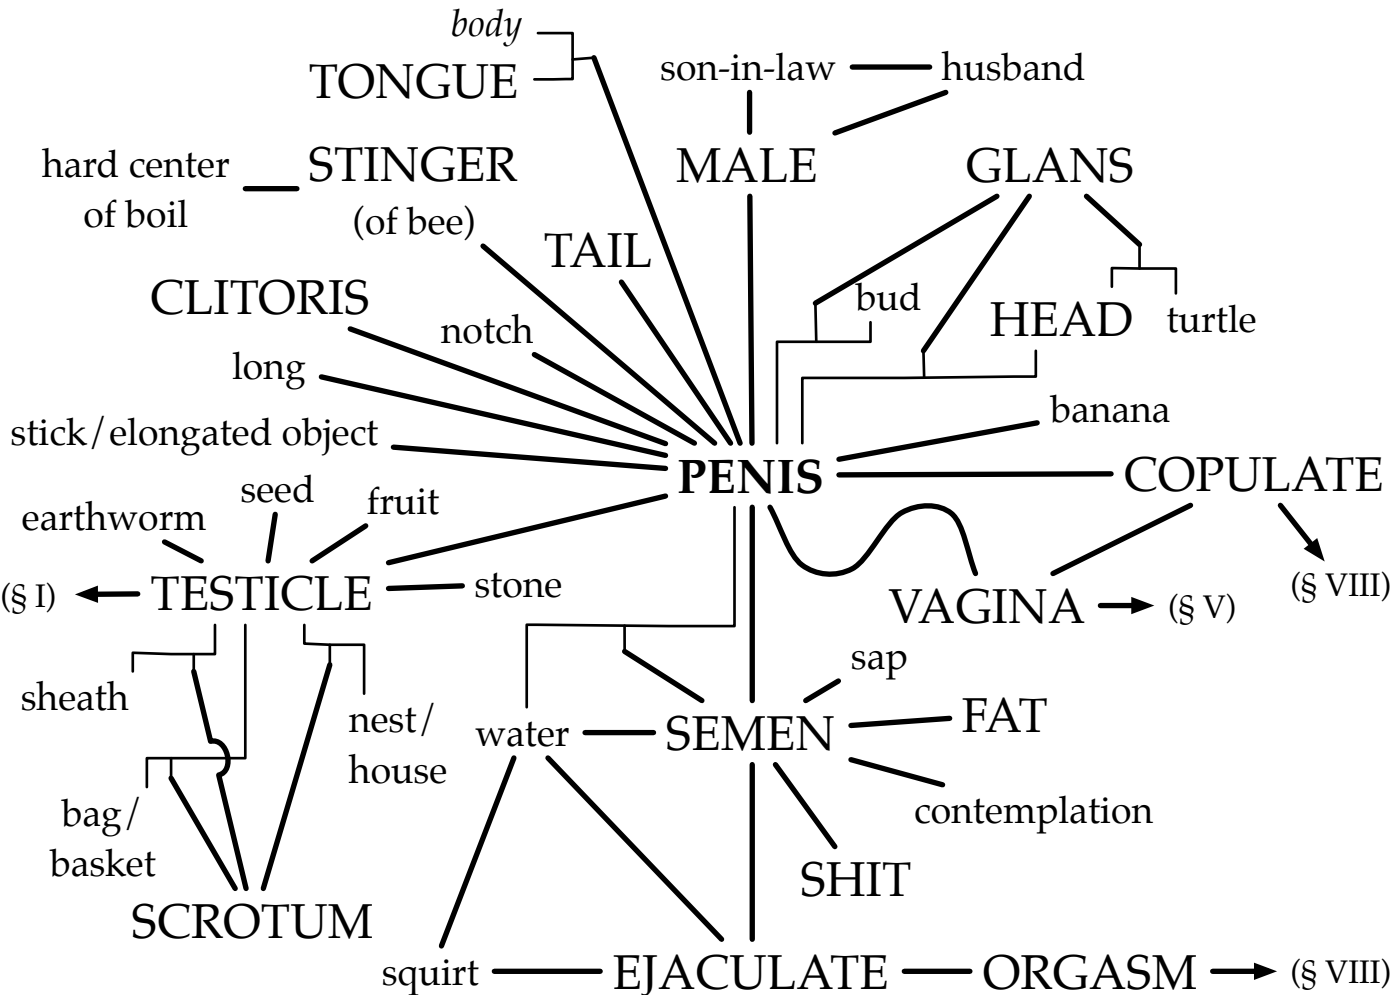 body
TONGUE
son-in-law
husband
hard center
of boil
STINGER
(of bee)
MALE
GLANS
TAIL
CLITORIS
notch
bud
HEAD
turtle
long
stick/elongated object
banana
PENIS
COPULATE
seed
fruit
earthworm
(§ I)
TESTICLE
stone
VAGINA
(§ V)
(§ VIII)
sheath
nest/
house
water
SEMEN
sap
FAT
contemplation
bag/
basket
SHIT
SCROTUM
squirt
EJACULATE
ORGASM
(§ VIII)